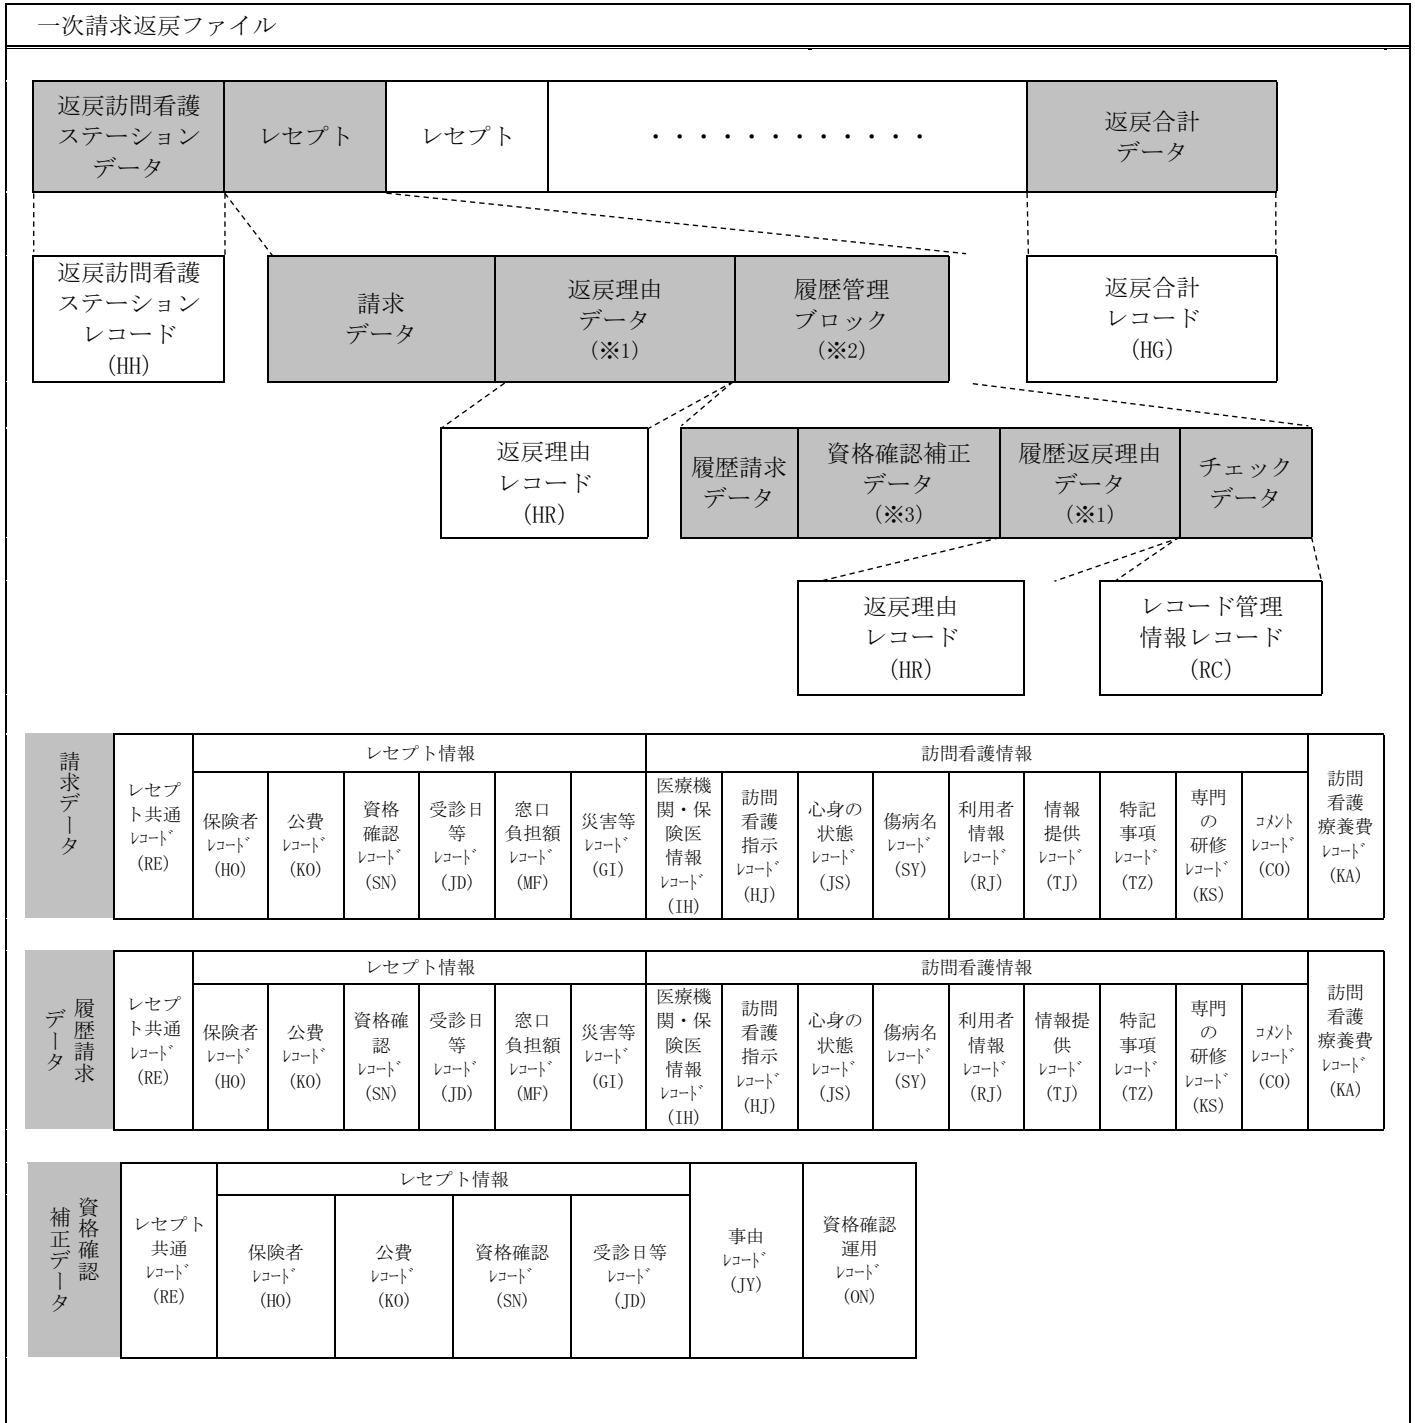 一次請求返戻ファイル
返戻訪問看護
ステーション
データ
レセプト
レセプト
・・・・・・・・・・・・
返戻合計
データ
返戻訪問看護
ステーション
レコード
(HH)
請求
データ
返戻理由
データ
(※1)
履歴管理
ブロック
(※2)
返戻合計
レコード
(HG)
返戻理由
レコード
(HR)
履歴請求
データ
資格確認補正
データ
(※3)
履歴返戻理由
データ
(※1)
チェック
データ
返戻理由
レコード
(HR)
レコード管理
情報レコード
(RC)
請求データ
レセプ
ト共通
ﾚｺｰﾄﾞ
(RE)
レセプト情報
保険者
ﾚｺｰﾄﾞ
(HO)
公費
ﾚｺｰﾄﾞ
(KO)
資格
確認
ﾚｺｰﾄﾞ
(SN)
受診日
等
ﾚｺｰﾄﾞ
(JD)
窓口
負担額
ﾚｺｰﾄﾞ
(MF)
災害等
ﾚｺｰﾄﾞ
(GI)
訪問看護情報
医療機
関・保
険医
情報
ﾚｺｰﾄﾞ
(IH)
訪問
看護
指示
ﾚｺｰﾄﾞ
(HJ)
心身の
状態
ﾚｺｰﾄﾞ
(JS)
傷病名
ﾚｺｰﾄﾞ
(SY)
利用者
情報
ﾚｺｰﾄﾞ
(RJ)
情報
提供
ﾚｺｰﾄﾞ
(TJ)
特記
事項
ﾚｺｰﾄﾞ
(TZ)
専門
の
研修
ﾚｺｰﾄﾞ
(KS)
ｺﾒﾝﾄ
ﾚｺｰﾄﾞ
(CO)
訪問
看護
療養費
ﾚｺｰﾄﾞ
(KA)
履歴請求
データ
レセプ
ト共通
ﾚｺｰﾄﾞ
(RE)
レセプト情報
保険者
ﾚｺｰﾄﾞ
(HO)
公費
ﾚｺｰﾄﾞ
(KO)
資格確
認
ﾚｺｰﾄﾞ
(SN)
受診日
等
ﾚｺｰﾄﾞ
(JD)
窓口
負担額
ﾚｺｰﾄﾞ
(MF)
災害等
ﾚｺｰﾄﾞ
(GI)
訪問看護情報
医療機
関・保
険医
情報
ﾚｺｰﾄﾞ
(IH)
訪問
看護
指示
ﾚｺｰﾄﾞ
(HJ)
心身の
状態
ﾚｺｰﾄﾞ
(JS)
傷病名
ﾚｺｰﾄﾞ
(SY)
利用者
情報
ﾚｺｰﾄﾞ
(RJ)
情報提
供
ﾚｺｰﾄﾞ
(TJ)
特記
事項
ﾚｺｰﾄﾞ
(TZ)
専門
の
研修
ﾚｺｰﾄﾞ
(KS)
ｺﾒﾝﾄ
ﾚｺｰﾄﾞ
(CO)
訪問
看護
療養費
ﾚｺｰﾄﾞ
(KA)
資格確認
補正データ
レセプト
共通
ﾚｺｰﾄﾞ
(RE)
レセプト情報
保険者
ﾚｺｰﾄﾞ
(HO)
公費
ﾚｺｰﾄﾞ
(KO)
資格確認
ﾚｺｰﾄﾞ
(SN)
受診日等
ﾚｺｰﾄﾞ
(JD)
事由
ﾚｺｰﾄﾞ
(JY)
資格確認
運用
ﾚｺｰﾄﾞ
(ON)